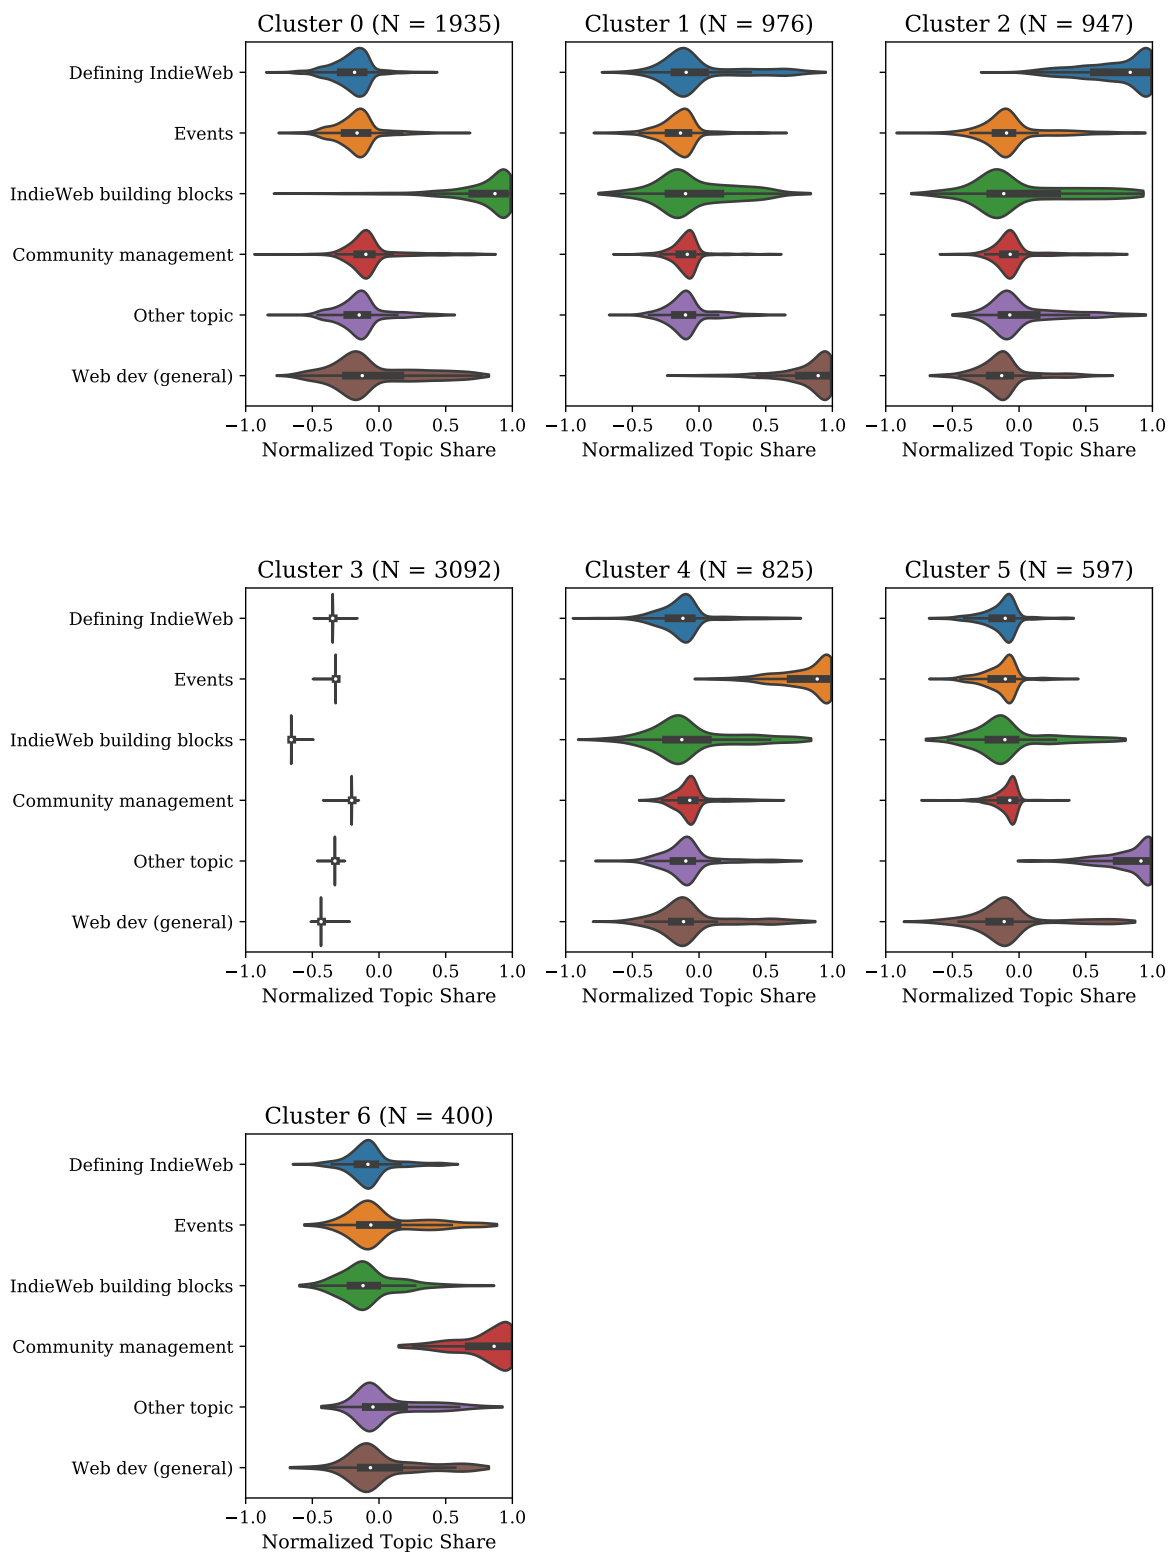 Cluster 0 (N = 1935)
Cluster 1 (N = 976)
Cluster 2 (N = 947)
Defining IndieWeb
Events
IndieWeb building blocks
Community management
Other topic
Web dev (general)
−1.0 −0.5 0.0 0.5 1.0
−1.0 −0.5 0.0 0.5 1.0
−1.0 −0.5 0.0 0.5 1.0
Normalized Topic Share
Normalized Topic Share
Normalized Topic Share
Cluster 3 (N = 3092)
Cluster 4 (N = 825)
Cluster 5 (N = 597)
Defining IndieWeb
Events
IndieWeb building blocks
Community management
Other topic
Web dev (general)
−1.0 −0.5 0.0 0.5 1.0
−1.0 −0.5 0.0 0.5 1.0
−1.0 −0.5 0.0 0.5 1.0
Normalized Topic Share
Normalized Topic Share
Normalized Topic Share
Cluster 6 (N = 400)
Defining IndieWeb
Events
IndieWeb building blocks
Community management
Other topic
Web dev (general)
−1.0 −0.5 0.0 0.5 1.0
Normalized Topic Share